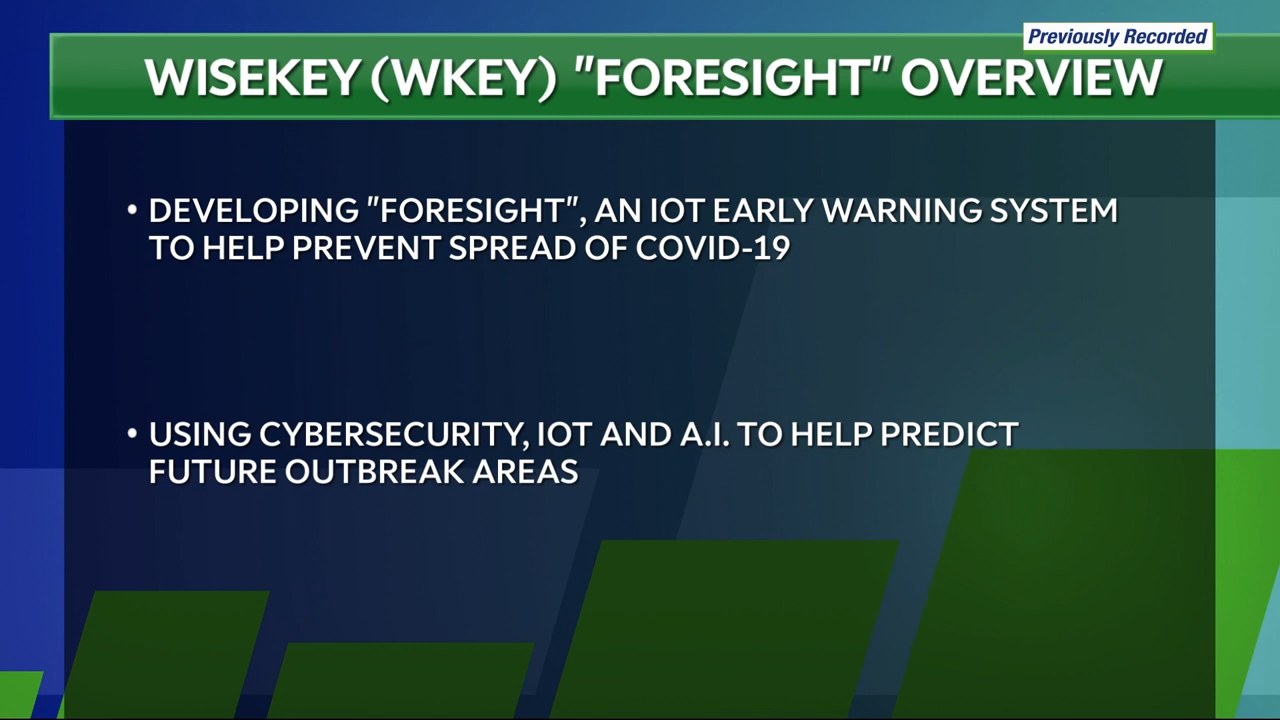 Previously Recorded
WISEKEY (WKEY) "FORESIGHT" OVERVIEW
• DEVELOPING "FORESIGHT", AN IOT EARLY WARNING SYSTEM
TO HELP PREVENT SPREAD OF COVID-19
• USING CYBERSECURITY, IOT AND A.I. TO HELP PREDICT
FUTURE OUTBREAK AREAS